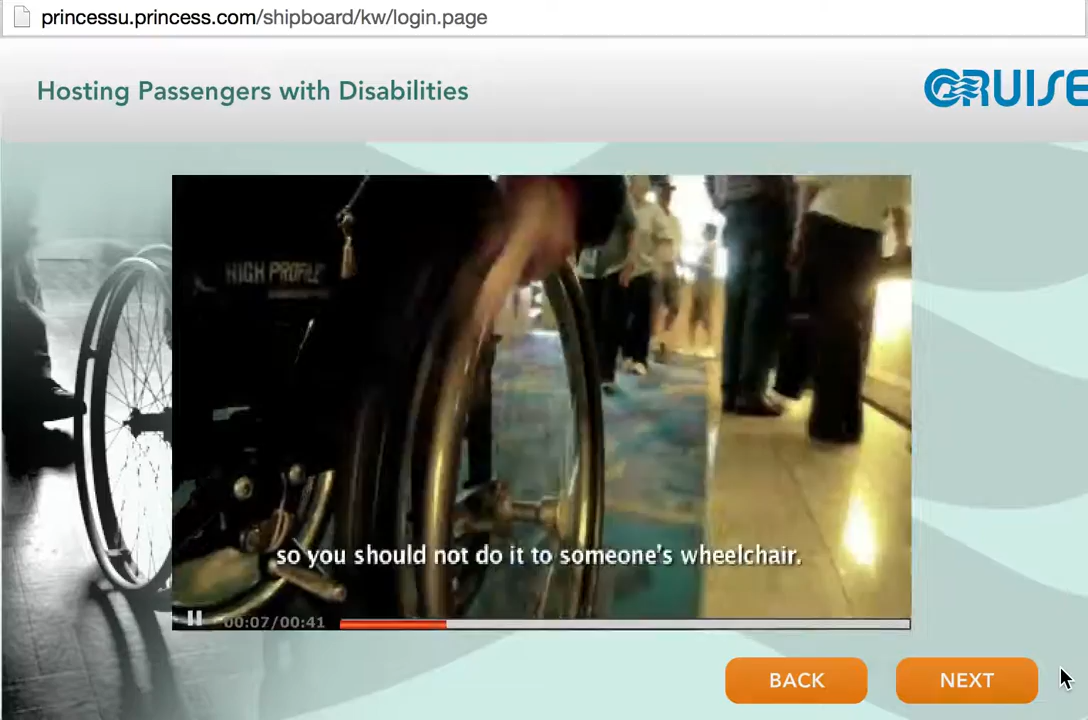 princessu.princess.com/shipboard/kw/login.page
Hosting Passengers with Disabilities
CRUISE
HIGH PROFILE
so you should not do it to someone's wheelchair.
00:07/00:41
BACK
NEXT